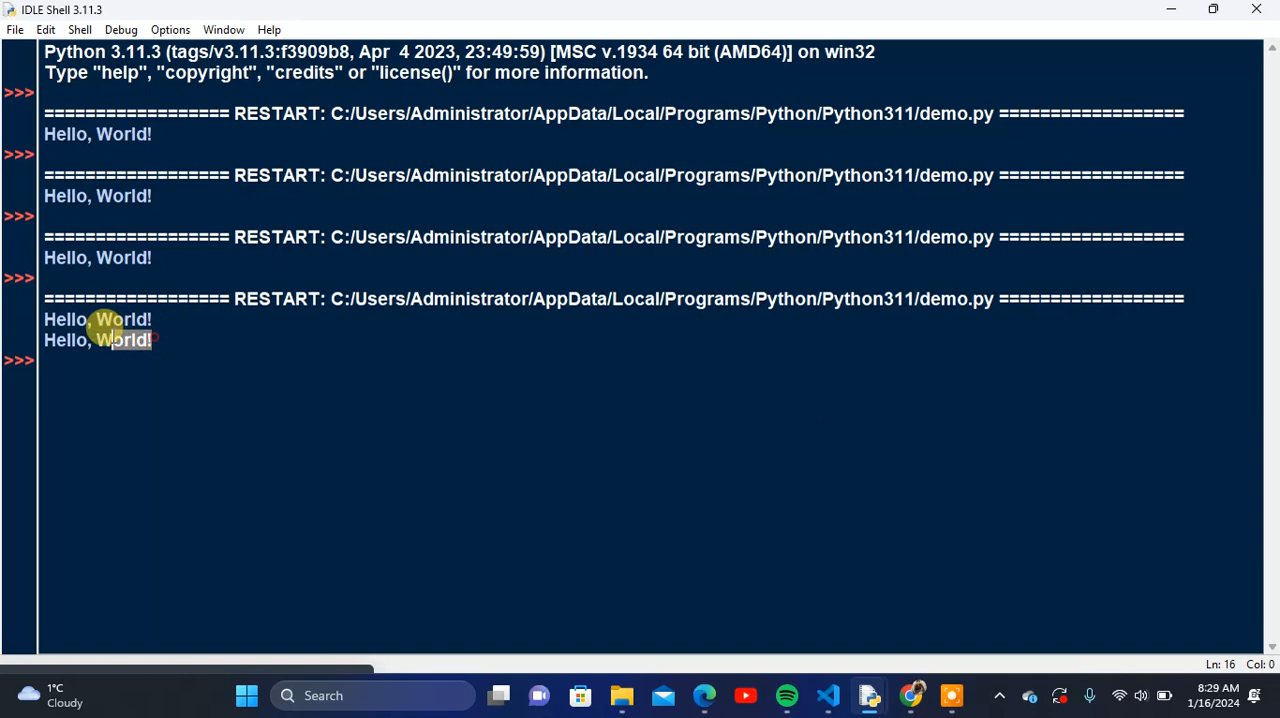 IDLE Shell 3.11.3
File Edit Shell Debug Options Window Help
Python 3.11.3 (tags/v3.11.3:f3909b8, Apr  4 2023, 23:49:59) [MSC v.1934 64 bit (AMD64)] on win32
Type "help", "copyright", "credits" or "license()" for more information.
>>>
================== RESTART: C:/Users/Administrator/AppData/Local/Programs/Python/Python311/demo.py ==================
Hello, World!
>>>
================== RESTART: C:/Users/Administrator/AppData/Local/Programs/Python/Python311/demo.py ==================
Hello, World!
>>>
================== RESTART: C:/Users/Administrator/AppData/Local/Programs/Python/Python311/demo.py ==================
Hello, World!
>>>
================== RESTART: C:/Users/Administrator/AppData/Local/Programs/Python/Python311/demo.py ==================
Hello, World!
Hello, World!
>>>
Ln: 16 Col: 0
1°C
Cloudy
Search
8:29 AM
1/16/2024